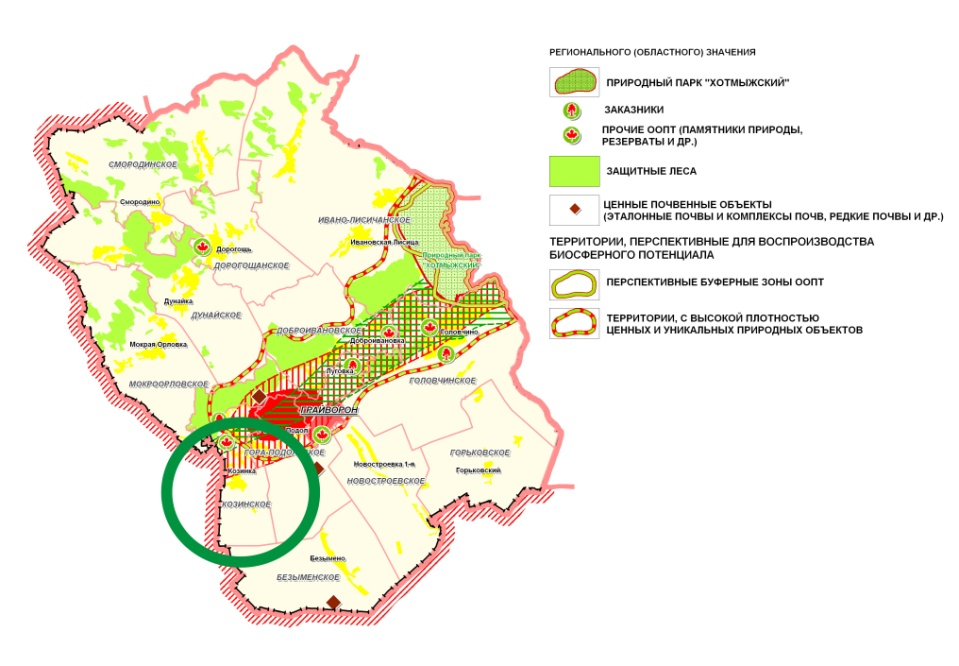 РЕГИОНАЛЬНОГО (ОБЛАСТНОГО) ЗНАЧЕНИЯ
ПРИРОДНЫЙ ПАРК "ХОТМЫЖСКИЙ"
ЗАКАЗНИКИ
ПРОЧИЕ ООПТ (ПАМЯТНИКИ ПРИРОДЫ,
РЕЗЕРВАТЫ И ДР.)
ЗАЩИТНЫЕ ЛЕСА
ЦЕННЫЕ ПОЧВЕННЫЕ ОБЪЕКТЫ
(ЭТАЛОННЫЕ ПОЧВЫ И КОМПЛЕКСЫ ПОЧВ, РЕДКИЕ ПОЧВЫ И ДР.)
ТЕРРИТОРИИ, ПЕРСПЕКТИВНЫЕ ДЛЯ ВОСПРОИЗВОДСТВА
БИОСФЕРНОГО ПОТЕНЦИАЛА
ПЕРСПЕКТИВНЫЕ БУФЕРНЫЕ ЗОНЫ ООПТ
ТЕРРИТОРИИ, С ВЫСОКОЙ ПЛОТНОСТЬЮ
ЦЕННЫХ И УНИКАЛЬНЫХ ПРИРОДНЫХ ОБЪЕКТОВ
СМОРОДИНСКОЕ
Смородино
ИВАНО-ЛИСИЧАНСКОЕ
Ивановская Лисица
Дорогощь
ДОРОГОЩАНСКОЕ
Природный парк
"ХОТМЫЖСКИЙ"
Дунайка
ДУНАЙСКОЕ
ДОБРОИВАНОВСКОЕ
Головчино
Доброивановка
Мокрая Орловка
Луговка
МОКРООРЛОВСКОЕ
ГОЛОВЧИНСКОЕ
ГРАЙВОРОН
Подол
ГОРА ПОДОЛЬСКОЕ
ГОРЬКОВСКОЕ
Новостроевка 1-я
Горьковский
Козинка
НОВОСТРОЕВСКОЕ
КОЗИНСКОЕ
Безымено
БЕЗЫМЕНСКОЕ